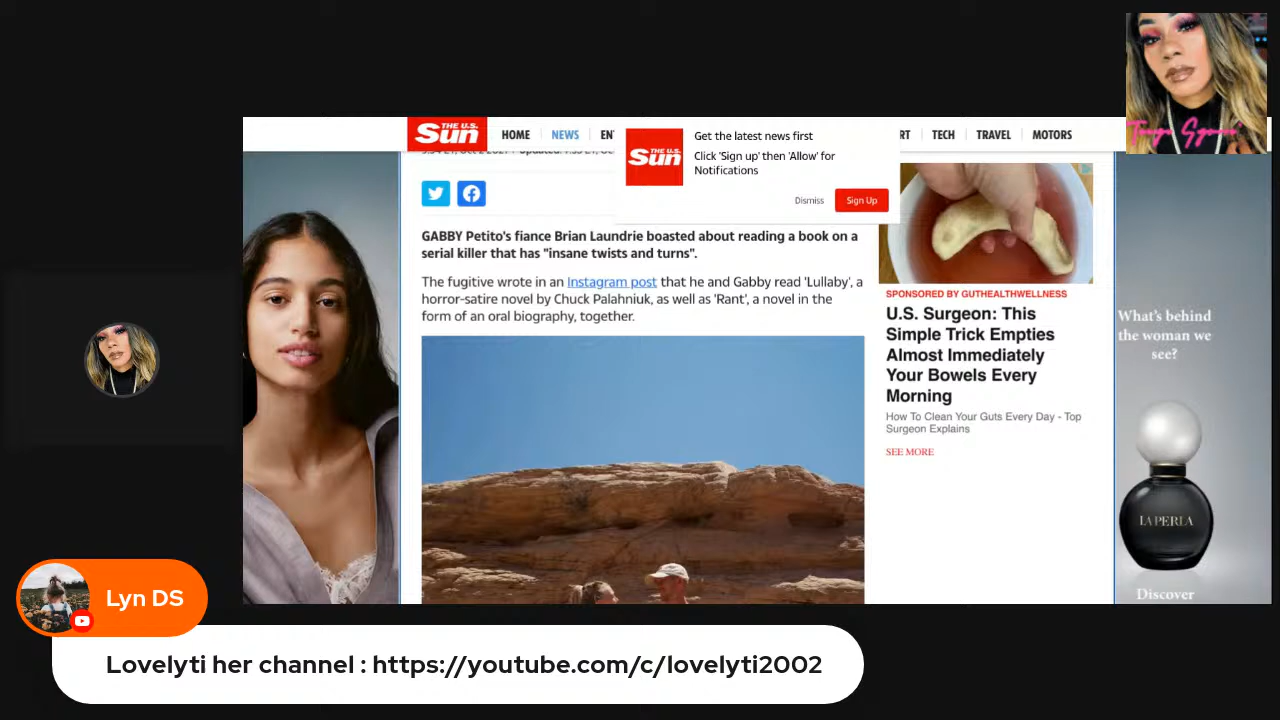 THE U.S. Sun
HOME
NEWS
TECH
TRAVEL
MOTORS
THE U.S. Sun
Get the latest news first
Click 'Sign up' then 'Allow' for
Notifications
Dismiss
Sign Up
GABBY Petito's fiance Brian Laundrie boasted about reading a book on a
serial killer that has "insane twists and turns".
The fugitive wrote in an Instagram post that he and Gabby read 'Lullaby', a
horror-satire novel by Chuck Palahniuk, as well as 'Rant', a novel in the
form of an oral biography, together.
SPONSORED BY GUTHEALTHWELLNESS
U.S. Surgeon: This
Simple Trick Empties
Almost Immediately
Your Bowels Every
Morning
How To Clean Your Guts Every Day - Top
Surgeon Explains
SEE MORE
What's behind
the woman we
see?
LA PERLA
Discover
Lyn DS
Lovelyti her channel : https://youtube.com/c/lovelyti2002